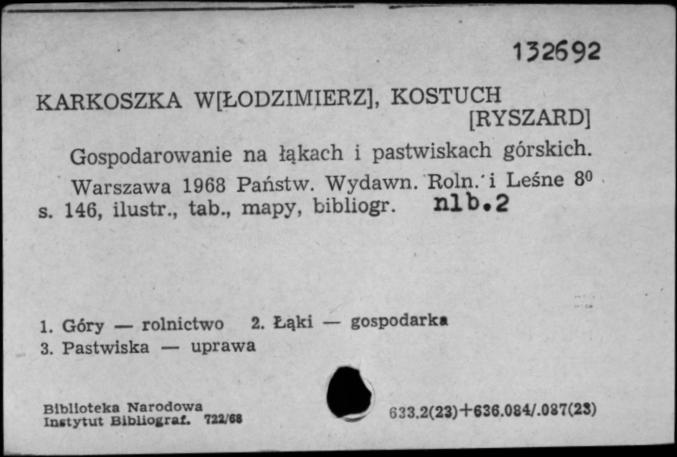 132692
KARKOSZKA W[ŁODZIMIERZ], KOSTUCH
[RYSZARD]
Gospodarowanie na łąkach i pastwiskach górskich.
Warszawa 1968 Państw. Wydawn. Roln. i Leśne 8⁰
s. 146, ilustr., tab., mapy, bibliogr. nlb.2
1. Góry — rolnictwo 2. Łąki — gospodarka
3. Pastwiska — uprawa
Biblioteka Narodowa
Instytut Bibliograf. 722/68
633.2(23)+636.084/.087(23)